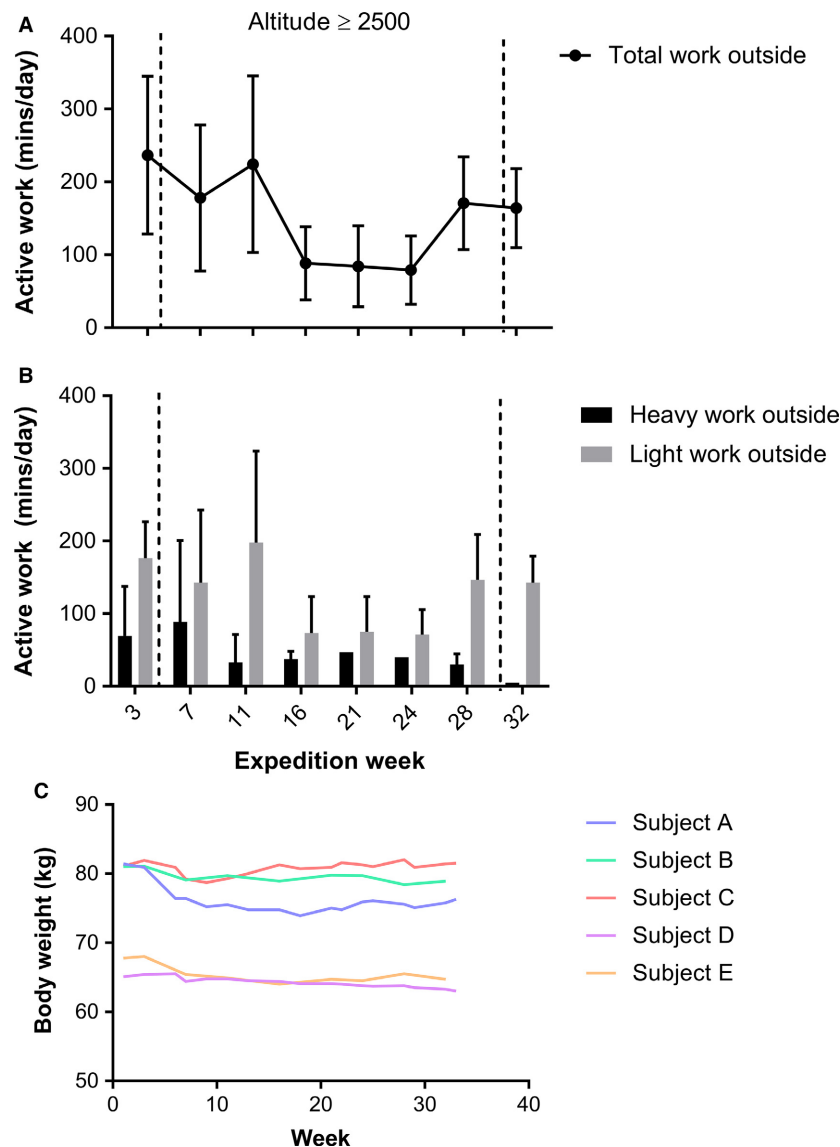 A
Altitude ≥ 2500
Active work (mins/day)
400
300
200
100
0
Total work outside
B
Active work (mins/day)
400
300
200
100
0
3 7 11 16 21 24 28 32
Expedition week
Heavy work outside
Light work outside
C
Body weight (kg)
90
80
70
60
50
0 10 20 30 40
Week
Subject A
Subject B
Subject C
Subject D
Subject E